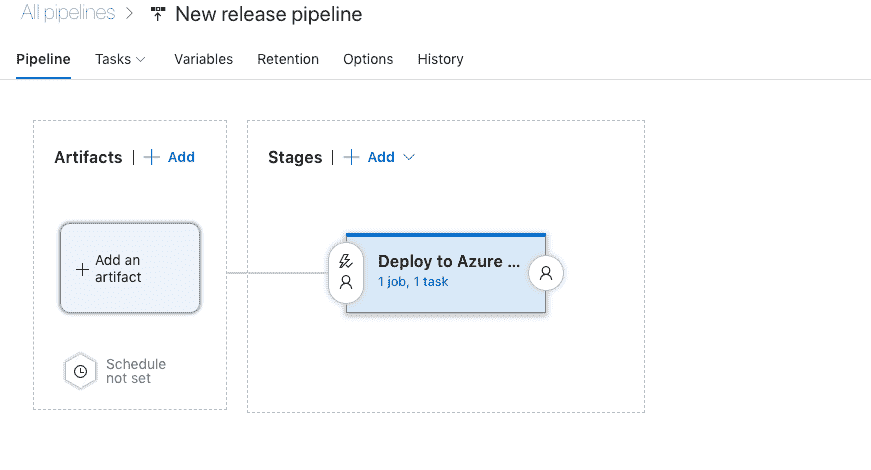 All pipelines > New release pipeline
Pipeline Tasks Variables Retention Options History
Artifacts | + Add
Stages | + Add
+ Add an
artifact
Deploy to Azure ...
1 job, 1 task
Schedule
not set